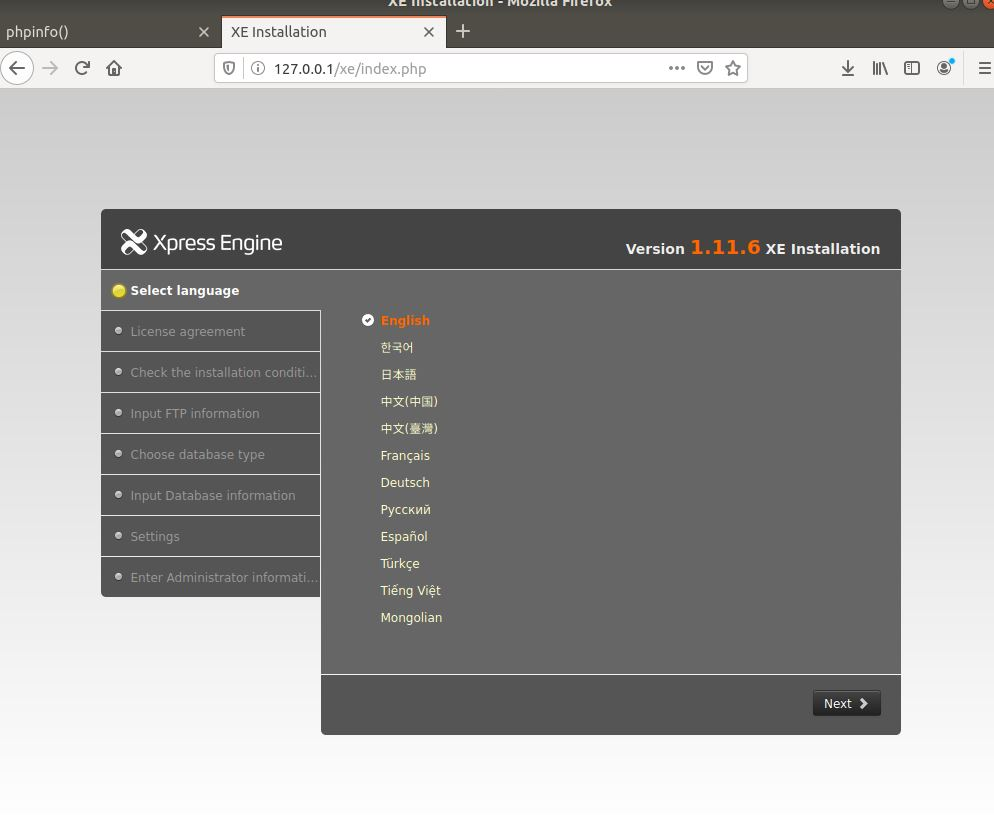 XE Installation - Mozilla Firefox
phpinfo()
XE Installation
127.0.0.1/xe/index.php
Xpress Engine
Version 1.11.6 XE Installation
Select language
License agreement
Check the installation conditi...
Input FTP information
Choose database type
Input Database information
Settings
Enter Administrator informati...
English
한국어
日本語
中文(中国)
中文(臺灣)
Français
Deutsch
Русский
Español
Türkçe
Tiếng Việt
Mongolian
Next